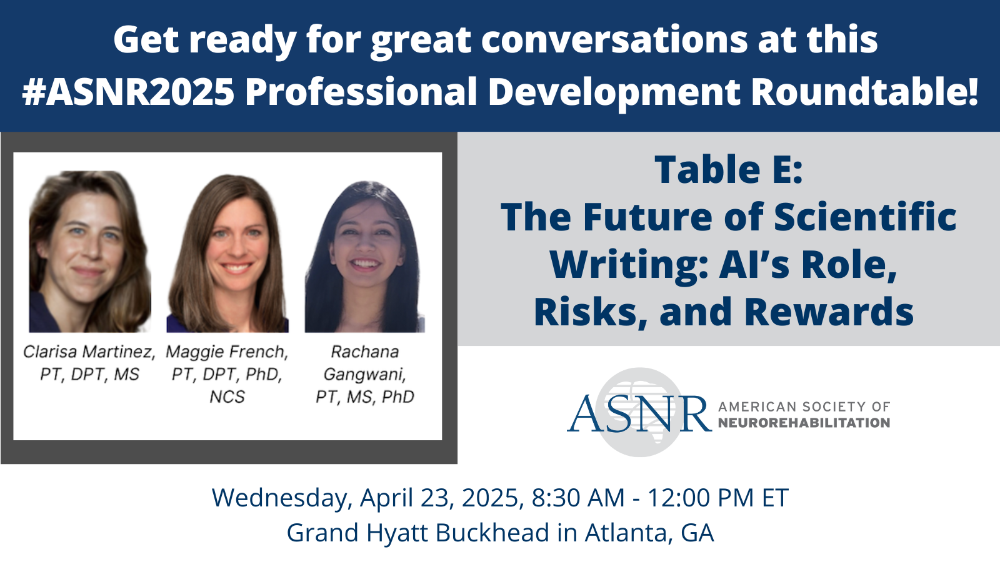 Get ready for great conversations at this
#ASNR2025 Professional Development Roundtable!
Clarisa Martinez,
PT, DPT, MS
Maggie French,
PT, DPT, PhD,
NCS
Rachana
Gangwani,
PT, MS, PhD
Table E:
The Future of Scientific
Writing: AI’s Role,
Risks, and Rewards
ASNR
AMERICAN SOCIETY OF
NEUROREHABILITATION
Wednesday, April 23, 2025, 8:30 AM - 12:00 PM ET
Grand Hyatt Buckhead in Atlanta, GA